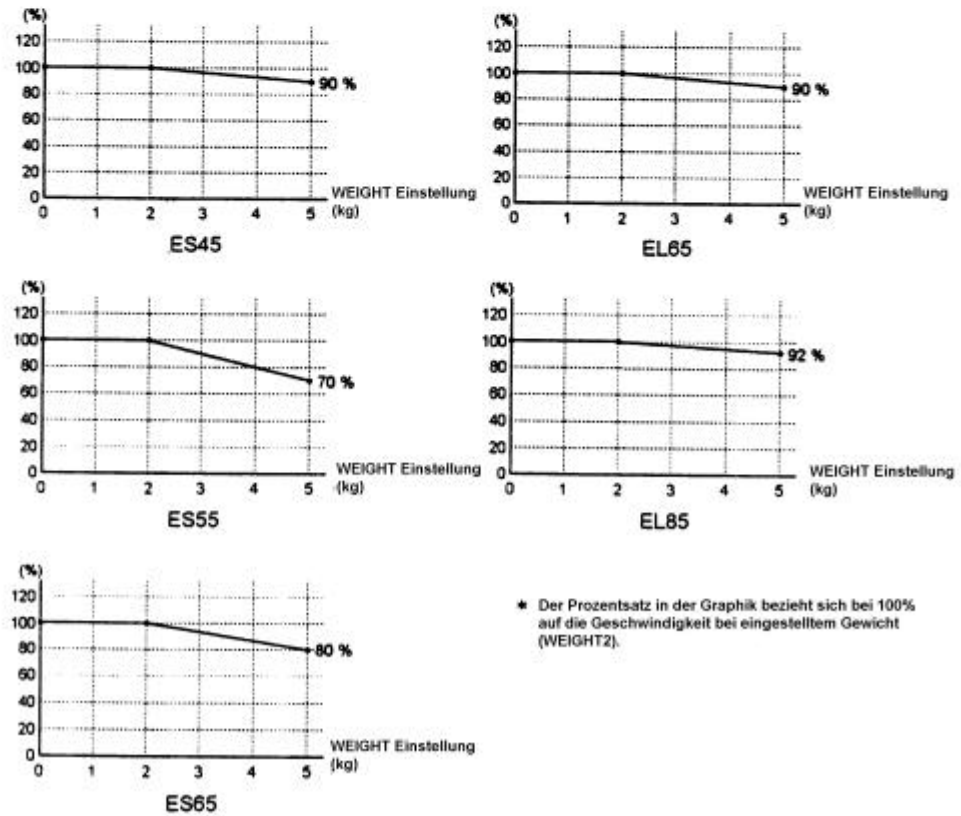 (%)
120
100
80
60
40
20
0
90 %
0 1 2 3 4 5
WEIGHT Einstellung
(kg)
ES45
(%)
120
100
80
60
40
20
0
90 %
0 1 2 3 4 5
WEIGHT Einstellung
(kg)
EL65
(%)
120
100
80
60
40
20
0
70 %
0 1 2 3 4 5
WEIGHT Einstellung
(kg)
ES55
(%)
120
100
80
60
40
20
0
92 %
0 1 2 3 4 5
WEIGHT Einstellung
(kg)
EL85
(%)
120
100
80
60
40
20
0
80 %
0 1 2 3 4 5
WEIGHT Einstellung
(kg)
ES65
* Der Prozentsatz in der Graphik bezieht sich bei 100%
auf die Geschwindigkeit bei eingestelltem Gewicht
(WEIGHT2).